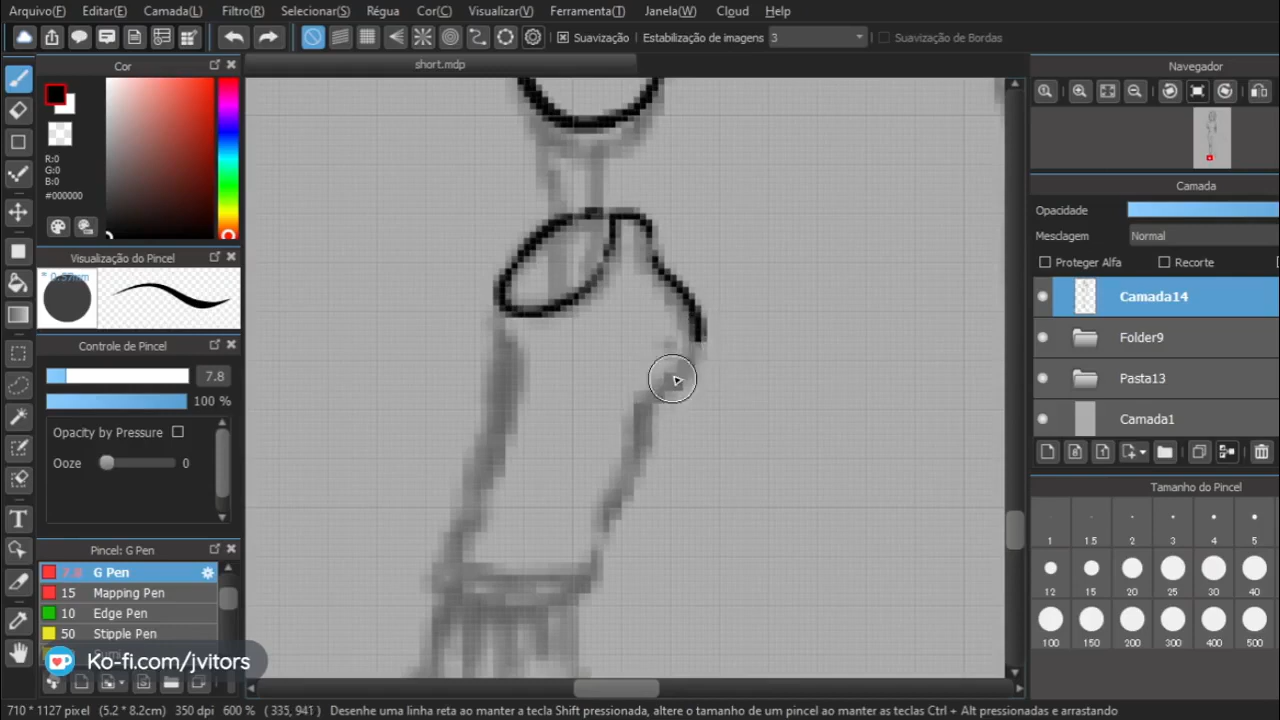 Arquivo(F) Editar(E) Camada(L) Filtro(R) Selecionar(S) Régua Cor(C) Visualizar(V) Ferramenta(T) Janela(W) Cloud Help
Suavização Estabilização de imagens 3 Suavização de Bordas
Cor
short.mdp
Navegador
R:0
G:0
B:0
#000000
Camada
Opacidade
Mesclagem Normal
Proteger Alfa Recorte
Visualização do Pincel
* 0.57mm
Camada14
Folder9
Pasta13
Camada1
Controle de Pincel
7.8
100 %
Opacity by Pressure
Ooze 0
Tamanho do Pincel
1 1.5 2 3 4 5
12 15 20 25 30 40
100 150 200 300 400 500
Pincel: G Pen
7.8 G Pen
15 Mapping Pen
10 Edge Pen
50 Stipple Pen
Ko-fi.com/jvitors
710 * 1127 pixel (5.2 * 8.2cm) 350 dpi 600 % ( 335, 941 ) Desenhe uma linha reta ao manter a tecla Shift pressionada, altere o tamanho de um pincel ao manter as teclas Ctrl + Alt pressionadas e arrastando